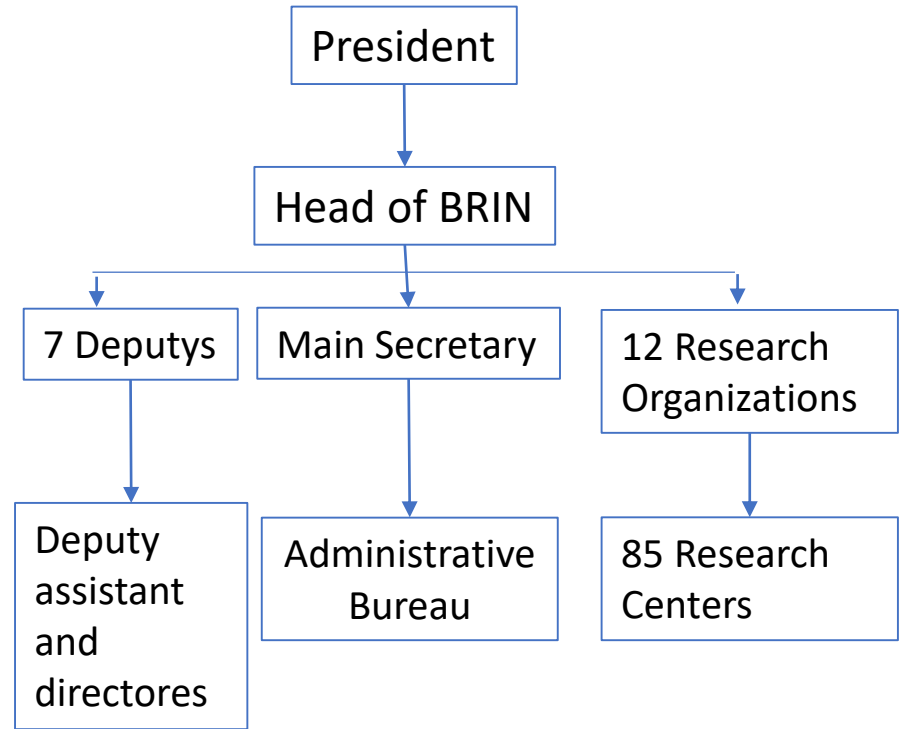 President
Head of BRIN
7 Deputys
Main Secretary
12 Research
Organizations
Deputy
assistant
and
directores
Administrative
Bureau
85 Research
Centers